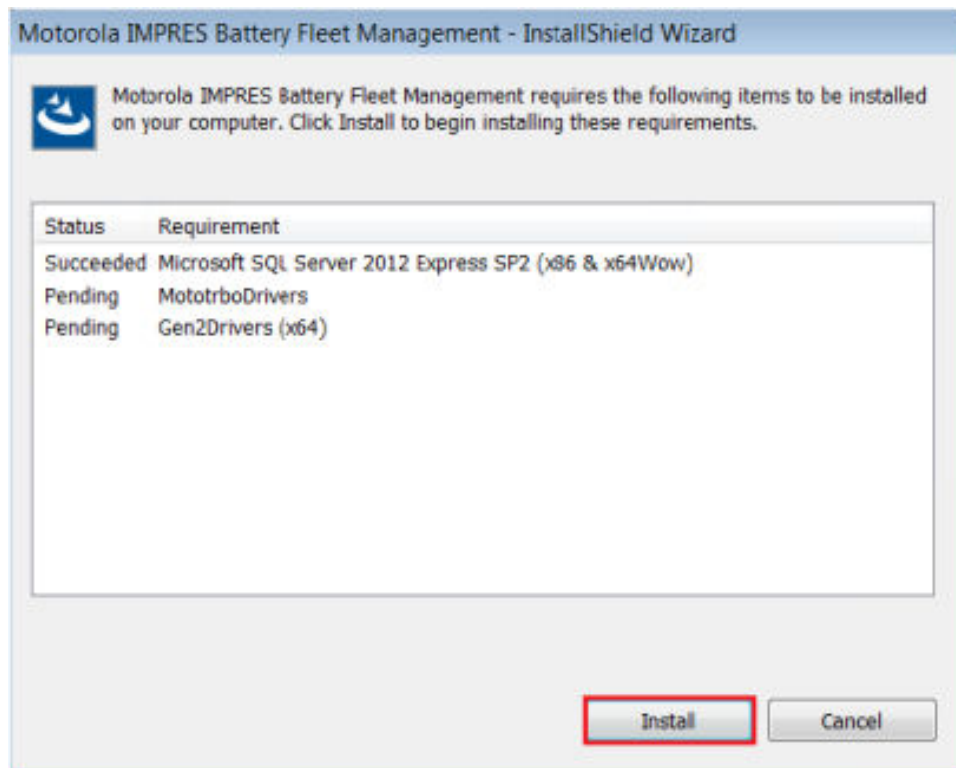 Motorola IMPRES Battery Fleet Management - InstallShield Wizard
Motorola IMPRES Battery Fleet Management requires the following items to be installed
on your computer. Click Install to begin installing these requirements.
Status Requirement
Succeeded Microsoft SQL Server 2012 Express SP2 (x86 & x64Wow)
Pending MototrboDrivers
Pending Gen2Drivers (x64)
Install Cancel